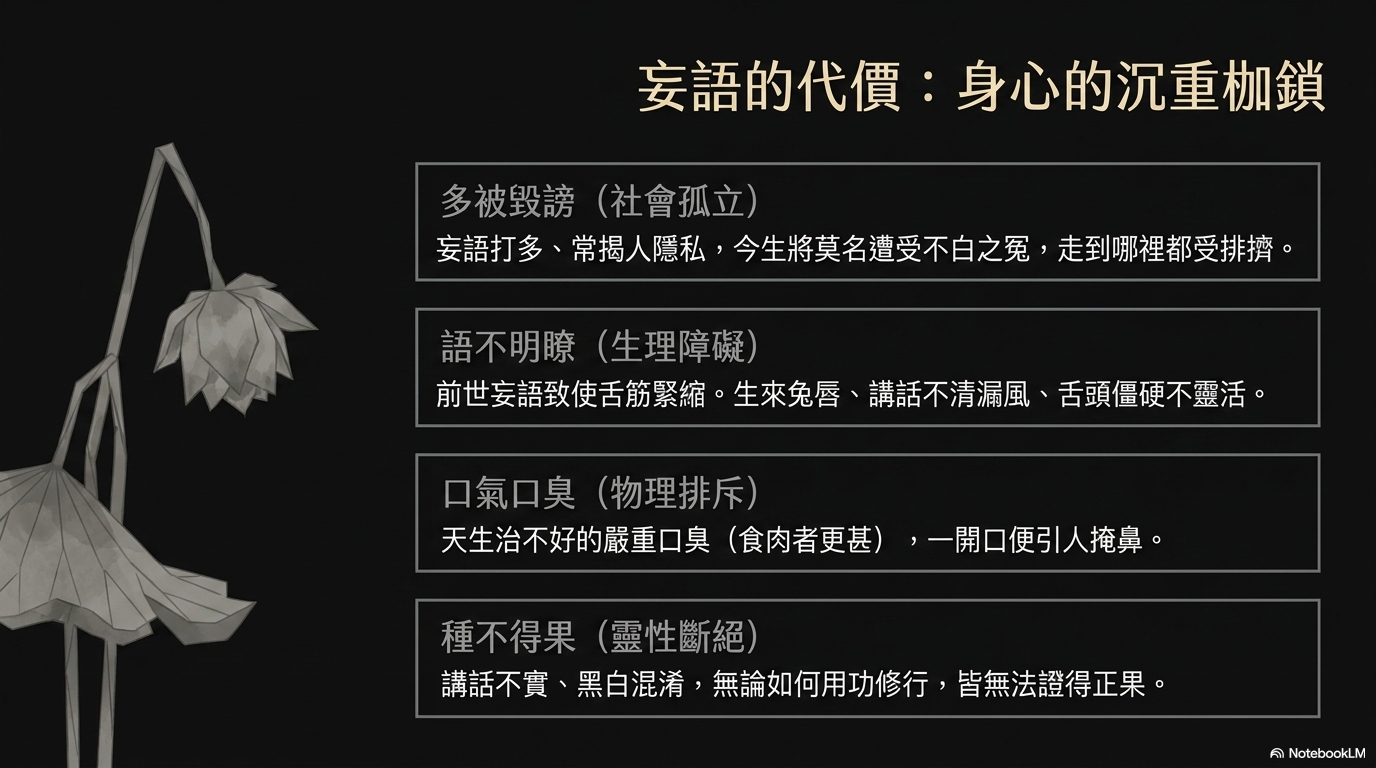 妄語的代價：身心的沉重枷鎖
多被毀謗（社會孤立）
妄語打多、常揭人隱私，今生將莫名遭受不白之冤，走到哪裡都受排擠。
語不明瞭（生理障礙）
前世妄語致使舌筋緊縮。生來兔唇、講話不清漏風、舌頭僵硬不靈活。
口氣口臭（物理排斥）
天生治不好的嚴重口臭（食肉者更甚），一開口便引人掩鼻。
種不得果（靈性斷絕）
講話不實、黑白混淆，無論如何用功修行，皆無法證得正果。
NotebookLM